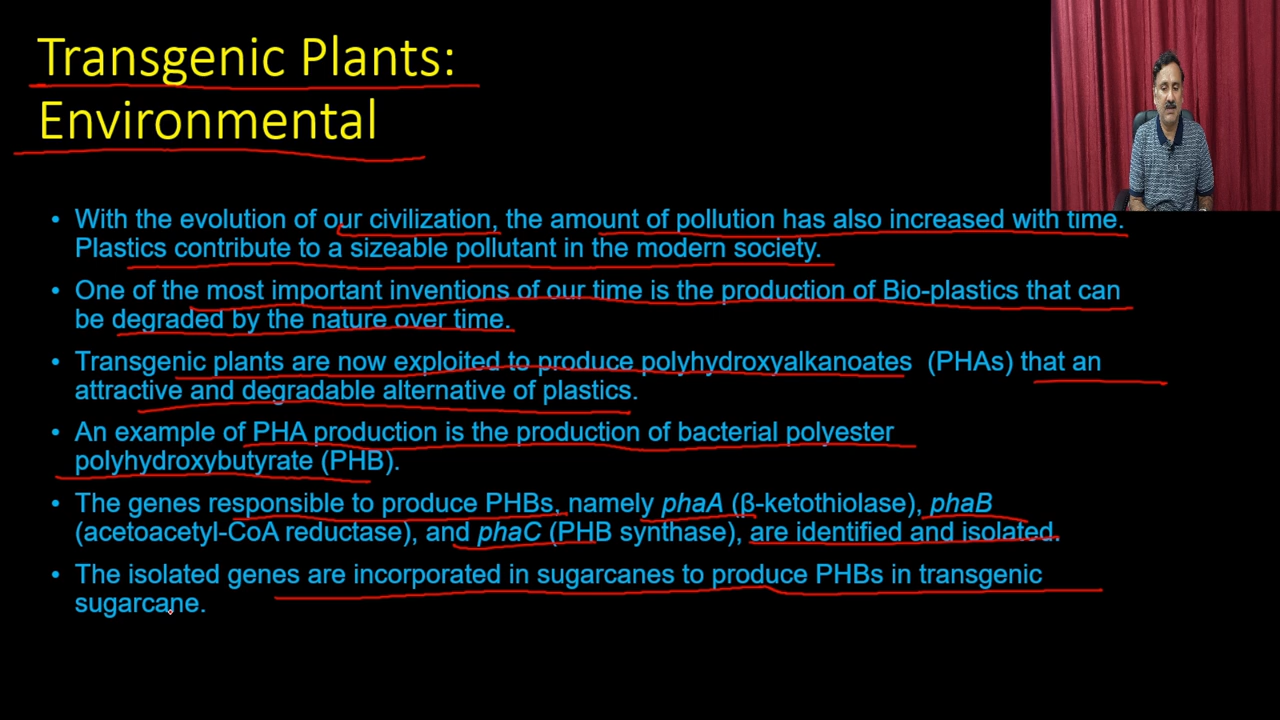 Transgenic Plants:
Environmental
• With the evolution of our civilization, the amount of pollution has also increased with time.
Plastics contribute to a sizeable pollutant in the modern society.
• One of the most important inventions of our time is the production of Bio-plastics that can
be degraded by the nature over time.
• Transgenic plants are now exploited to produce polyhydroxyalkanoates (PHAs) that an
attractive and degradable alternative of plastics.
• An example of PHA production is the production of bacterial polyester
polyhydroxybutyrate (PHB).
• The genes responsible to produce PHBs, namely phaA (β-ketothiolase), phaB
(acetoacetyl-CoA reductase), and phaC (PHB synthase), are identified and isolated.
• The isolated genes are incorporated in sugarcanes to produce PHBs in transgenic
sugarcane.